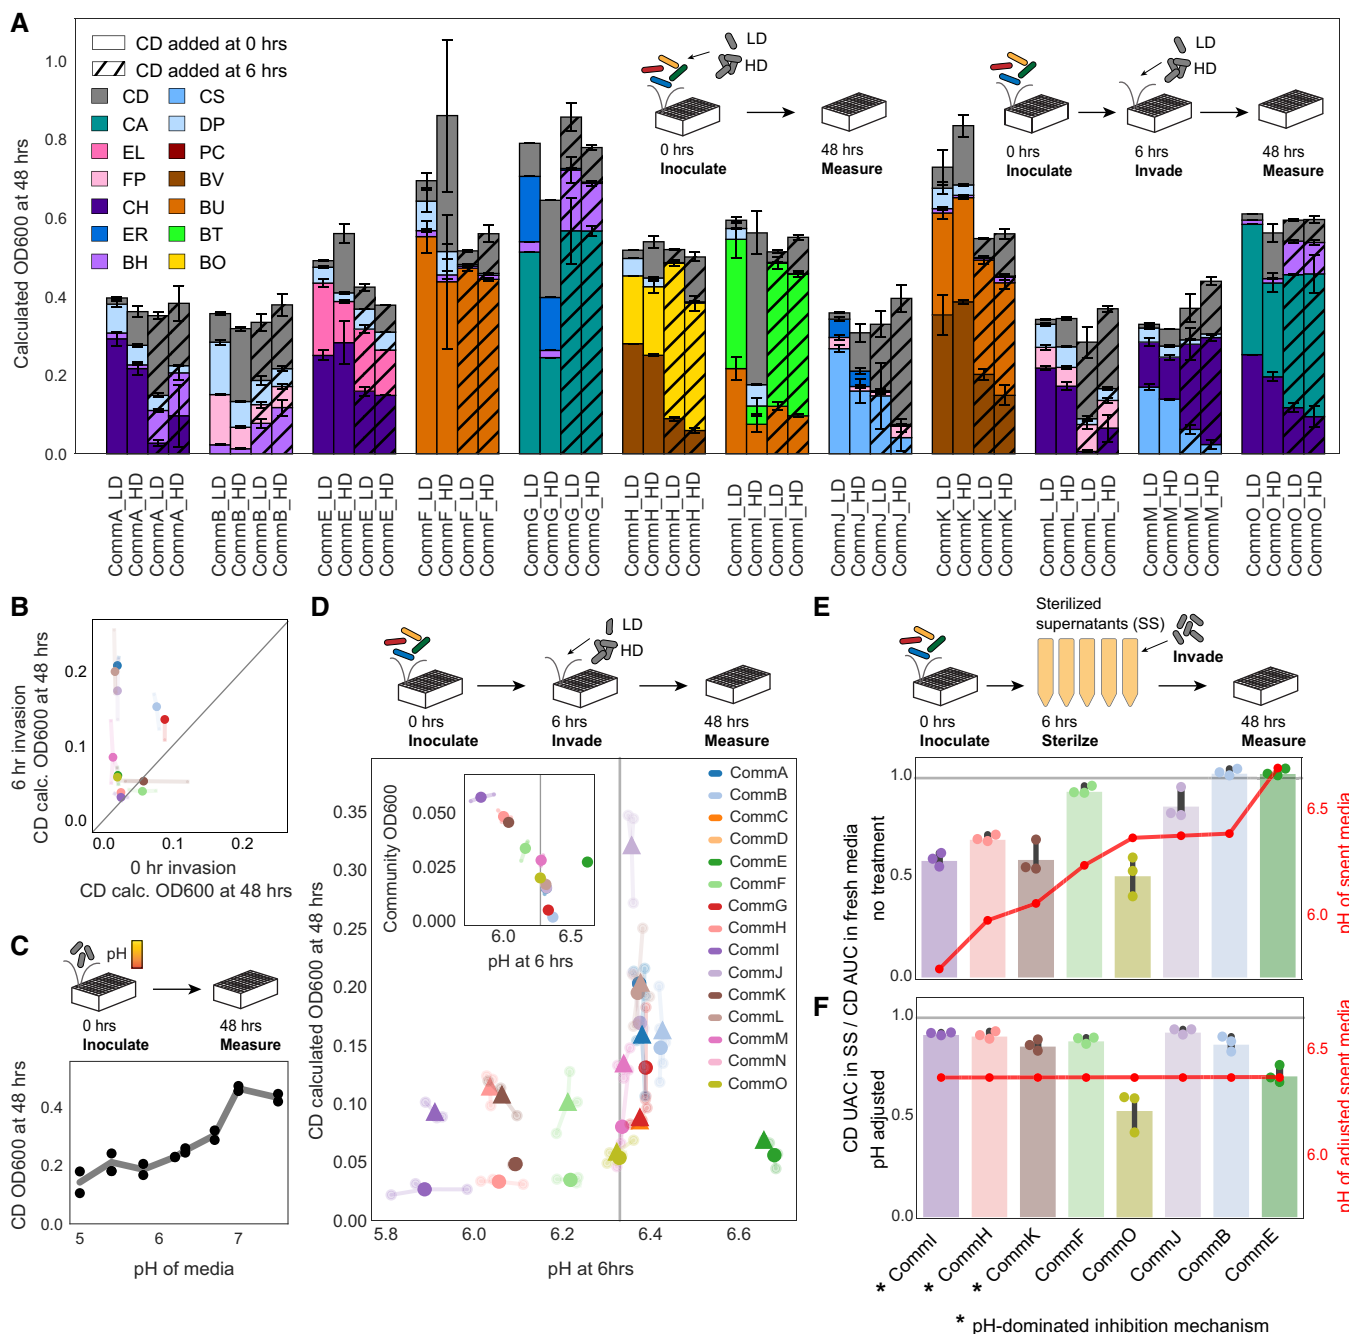 A
CD added at 0 hrs
CD added at 6 hrs
CD
CA
EL
FP
CH
ER
BH
CS
DP
PC
BV
BU
BT
BO
LD
HD
0 hrs
Inoculate
48 hrs
Measure
LD
HD
0 hrs
Inoculate
6 hrs
Invade
48 hrs
Measure
Calculated OD600 at 48 hrs
1.0
0.8
0.6
0.4
0.2
0.0
CommA_LD
CommA_HD
CommA_LD
CommA_HD
CommB_LD
CommB_HD
CommB_LD
CommB_HD
CommE_LD
CommE_HD
CommE_LD
CommE_HD
CommF_LD
CommF_HD
CommF_LD
CommF_HD
CommG_LD
CommG_HD
CommG_LD
CommG_HD
CommH_LD
CommH_HD
CommH_LD
CommH_HD
CommI_LD
CommI_HD
CommI_LD
CommI_HD
CommJ_LD
CommJ_HD
CommJ_LD
CommJ_HD
CommK_LD
CommK_HD
CommK_LD
CommK_HD
CommL_LD
CommL_HD
CommL_LD
CommL_HD
CommM_LD
CommM_HD
CommM_LD
CommM_HD
CommO_LD
CommO_HD
CommO_LD
CommO_HD
B
6 hr invasion
CD calc. OD600 at 48 hrs
0.2
0.1
0.0
0.0
0.1
0.2
0 hr invasion
CD calc. OD600 at 48 hrs
C
pH
0 hrs
Inoculate
48 hrs
Measure
CD OD600 at 48 hrs
0.4
0.2
0.0
5
6
7
pH of media
D
LD
HD
0 hrs
Inoculate
6 hrs
Invade
48 hrs
Measure
CD calculated OD600 at 48 hrs
0.35
0.30
0.25
0.20
0.15
0.10
0.05
0.00
5.8
6.0
6.2
6.4
6.6
pH at 6hrs
Community OD600
0.050
0.025
0.000
6.0
6.5
pH at 6 hrs
CommA
CommB
CommC
CommD
CommE
CommF
CommG
CommH
CommI
CommJ
CommK
CommL
CommM
CommN
CommO
E
Sterilized
supernatants (SS)
Invade
0 hrs
Inoculate
6 hrs
Sterilze
48 hrs
Measure
CD UAC in SS / CD AUC in fresh media
no treatment
1.0
0.5
0.0
6.5
6.0
pH of spent media
F
pH adjusted
1.0
0.5
0.0
6.5
6.0
pH of adjusted spent media
* CommI
* CommH
* CommK
CommF
CommO
CommJ
CommB
CommE
* pH-dominated inhibition mechanism